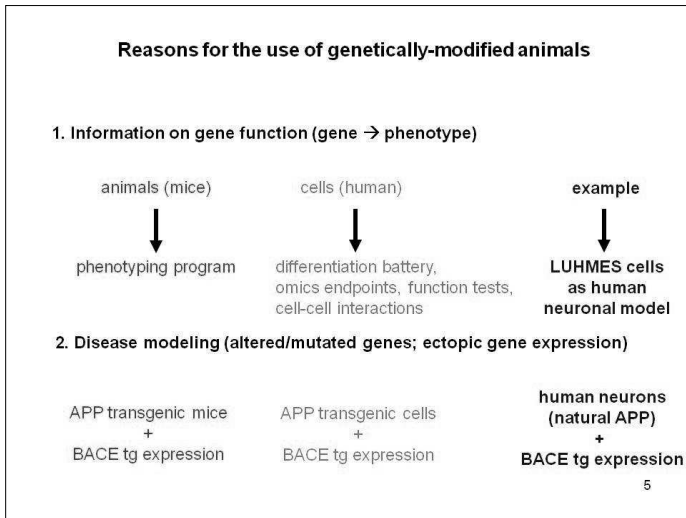 Reasons for the use of genetically-modified animals
1. Information on gene function (gene → phenotype)
animals (mice)
cells (human)
example
phenotyping program
differentiation battery,
omics endpoints, function tests,
cell-cell interactions
LUHMES cells
as human
neuronal model
2. Disease modeling (altered/mutated genes; ectopic gene expression)
APP transgenic mice
+
BACE tg expression
APP transgenic cells
+
BACE tg expression
human neurons
(natural APP)
+
BACE tg expression
5